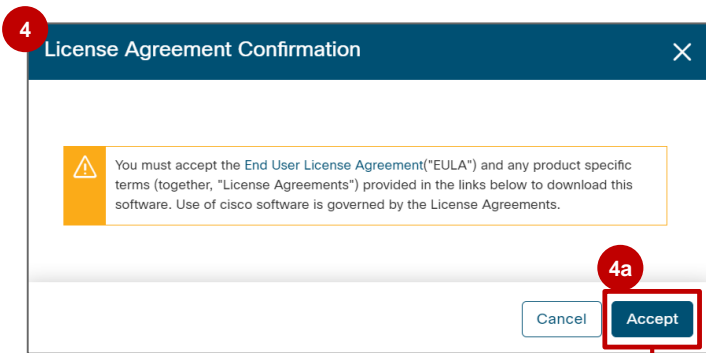 4
License Agreement Confirmation
You must accept the End User License Agreement("EULA") and any product specific
terms (together, "License Agreements") provided in the links below to download this
software. Use of cisco software is governed by the License Agreements.
4a
Cancel
Accept